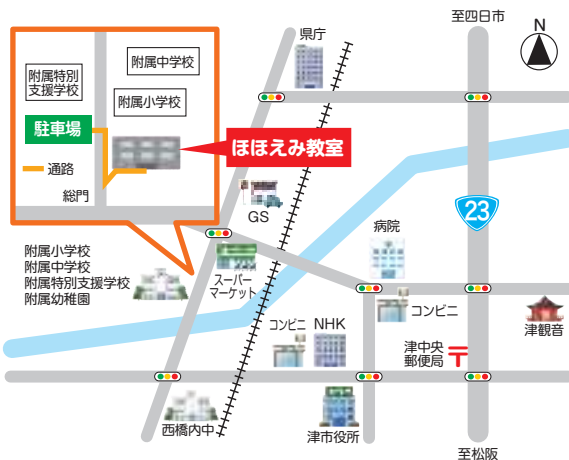 至四日市
N
県庁
附属中学校
附属特別
支援学校
附属小学校
駐車場
ほほえみ教室
通路
総門
GS
23
病院
附属小学校
附属中学校
附属特別支援学校
附属幼稚園
スーパー
マーケット
コンビニ
津観音
コンビニ
NHK
津中央
郵便局
西橋内中
津市役所
至松阪